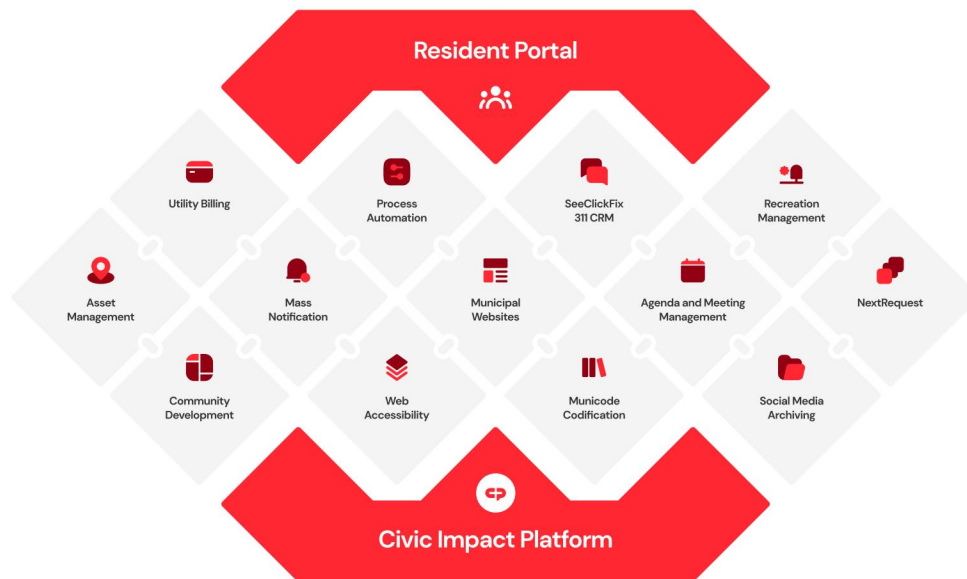 Resident Portal
Utility Billing
Process
Automation
SeeClickFix
311 CRM
Recreation
Management
Asset
Management
Mass
Notification
Municipal
Websites
Agenda and Meeting
Management
NextRequest
Community
Development
Web
Accessibility
Municode
Codification
Social Media
Archiving
Civic Impact Platform